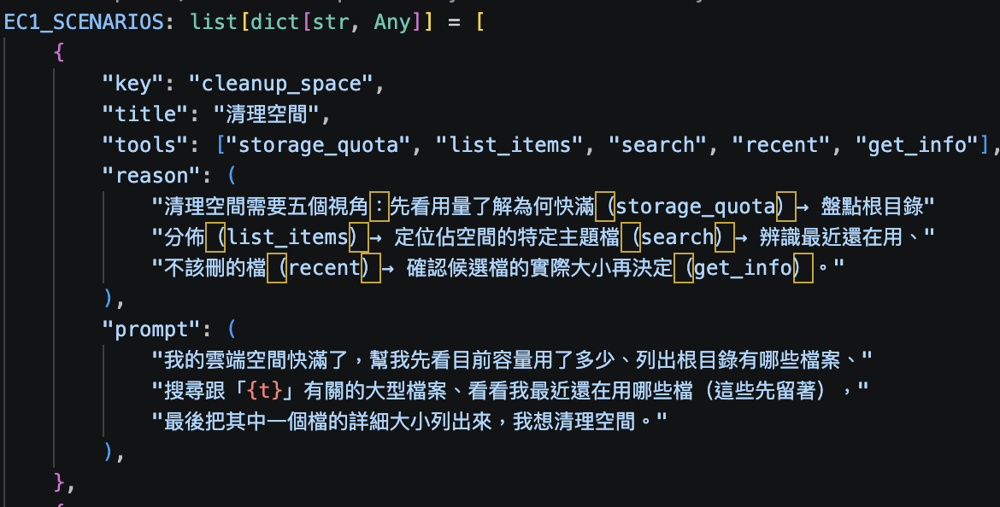 EC1_SCENARIOS: list[dict[str, Any]] = [
{
"key": "cleanup_space",
"title": "清理空間",
"tools": ["storage_quota", "list_items", "search", "recent", "get_info"],
"reason": (
"清理空間需要五個視角：先看用量了解為何快滿（storage_quota）→ 盤點根目錄"
"分佈（list_items）→ 定位佔空間的特定主題檔（search）→ 辨識最近還在用、"
"不該刪的檔（recent）→ 確認候選檔的實際大小再決定（get_info）。"
),
"prompt": (
"我的雲端空間快滿了，幫我先看目前容量用了多少、列出根目錄有哪些檔案、"
"搜尋跟「{t}」有關的大型檔案、看看我最近還在用哪些檔（這些先留著），"
"最後把其中一個檔的詳細大小列出來，我想清理空間。"
),
},